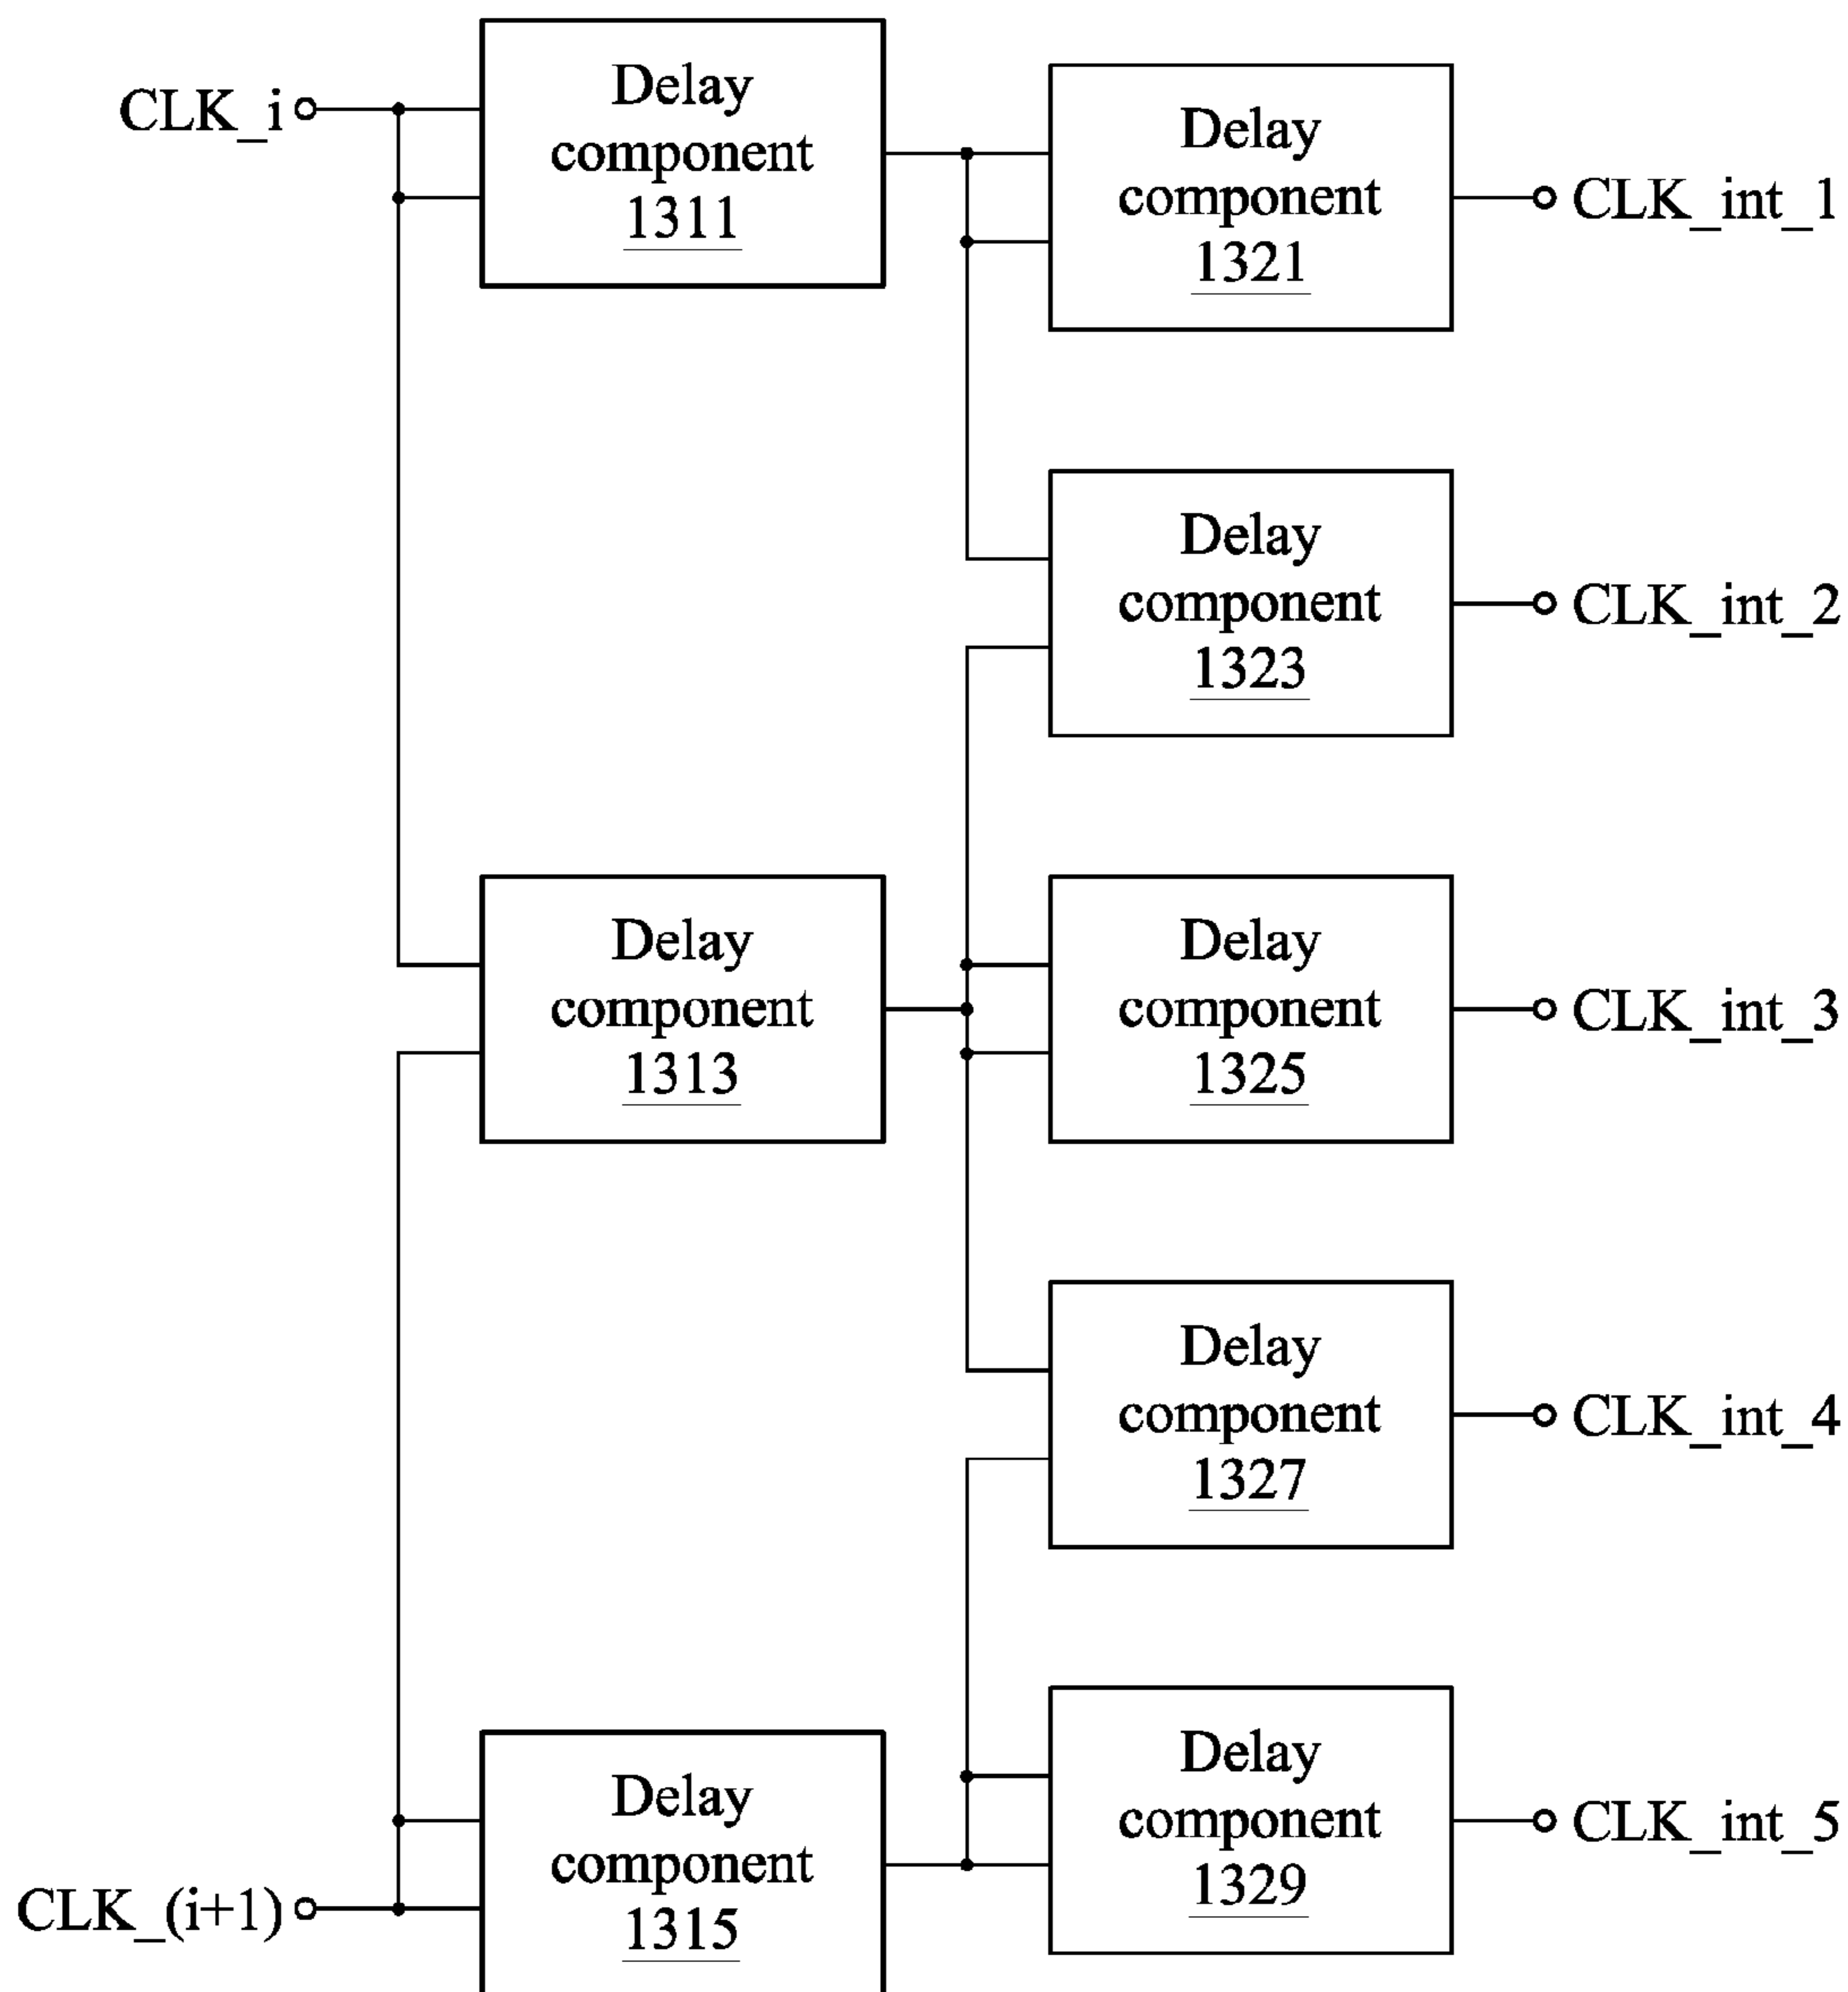 CLK_i
Delay
component
1311
Delay
component
1321
CLK_int_1
Delay
component
1323
CLK_int_2
Delay
component
1313
Delay
component
1325
CLK_int_3
Delay
component
1327
CLK_int_4
CLK_(i+1)
Delay
component
1315
Delay
component
1329
CLK_int_5